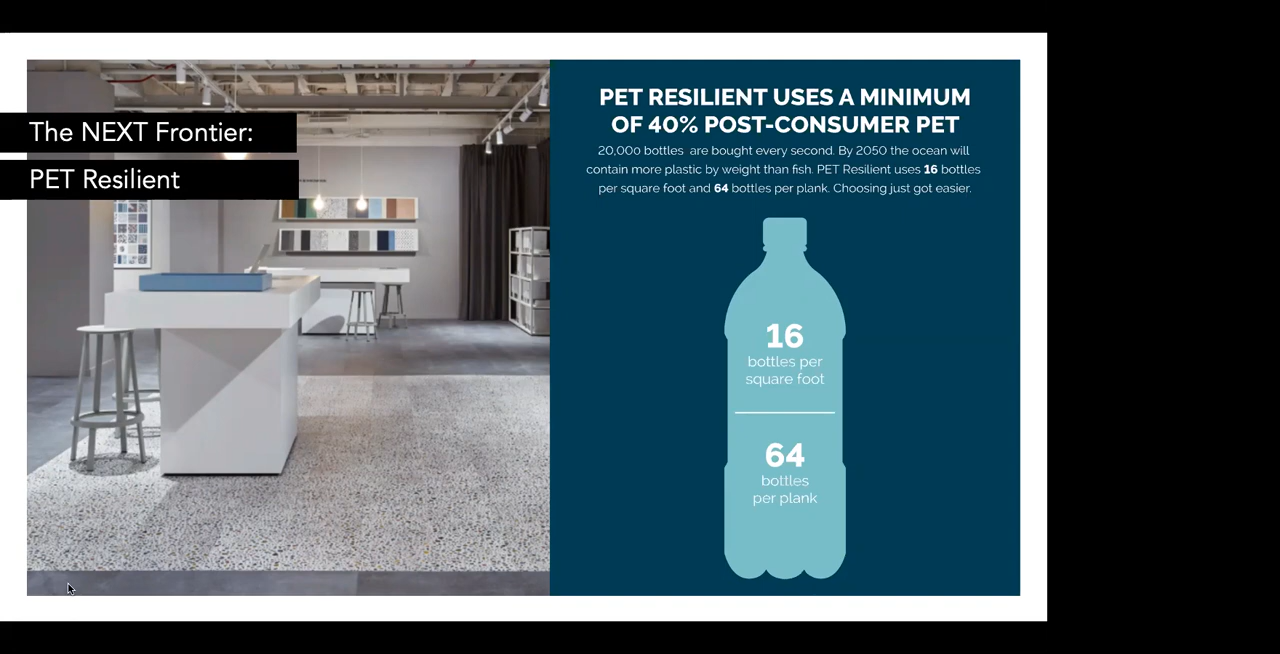 The NEXT Frontier:
PET Resilient
PET RESILIENT USES A MINIMUM
OF 40% POST-CONSUMER PET
20,000 bottles are bought every second. By 2050 the ocean will
contain more plastic by weight than fish. PET Resilient uses 16 bottles
per square foot and 64 bottles per plank. Choosing just got easier.
16
bottles per
square foot
64
bottles
per plank